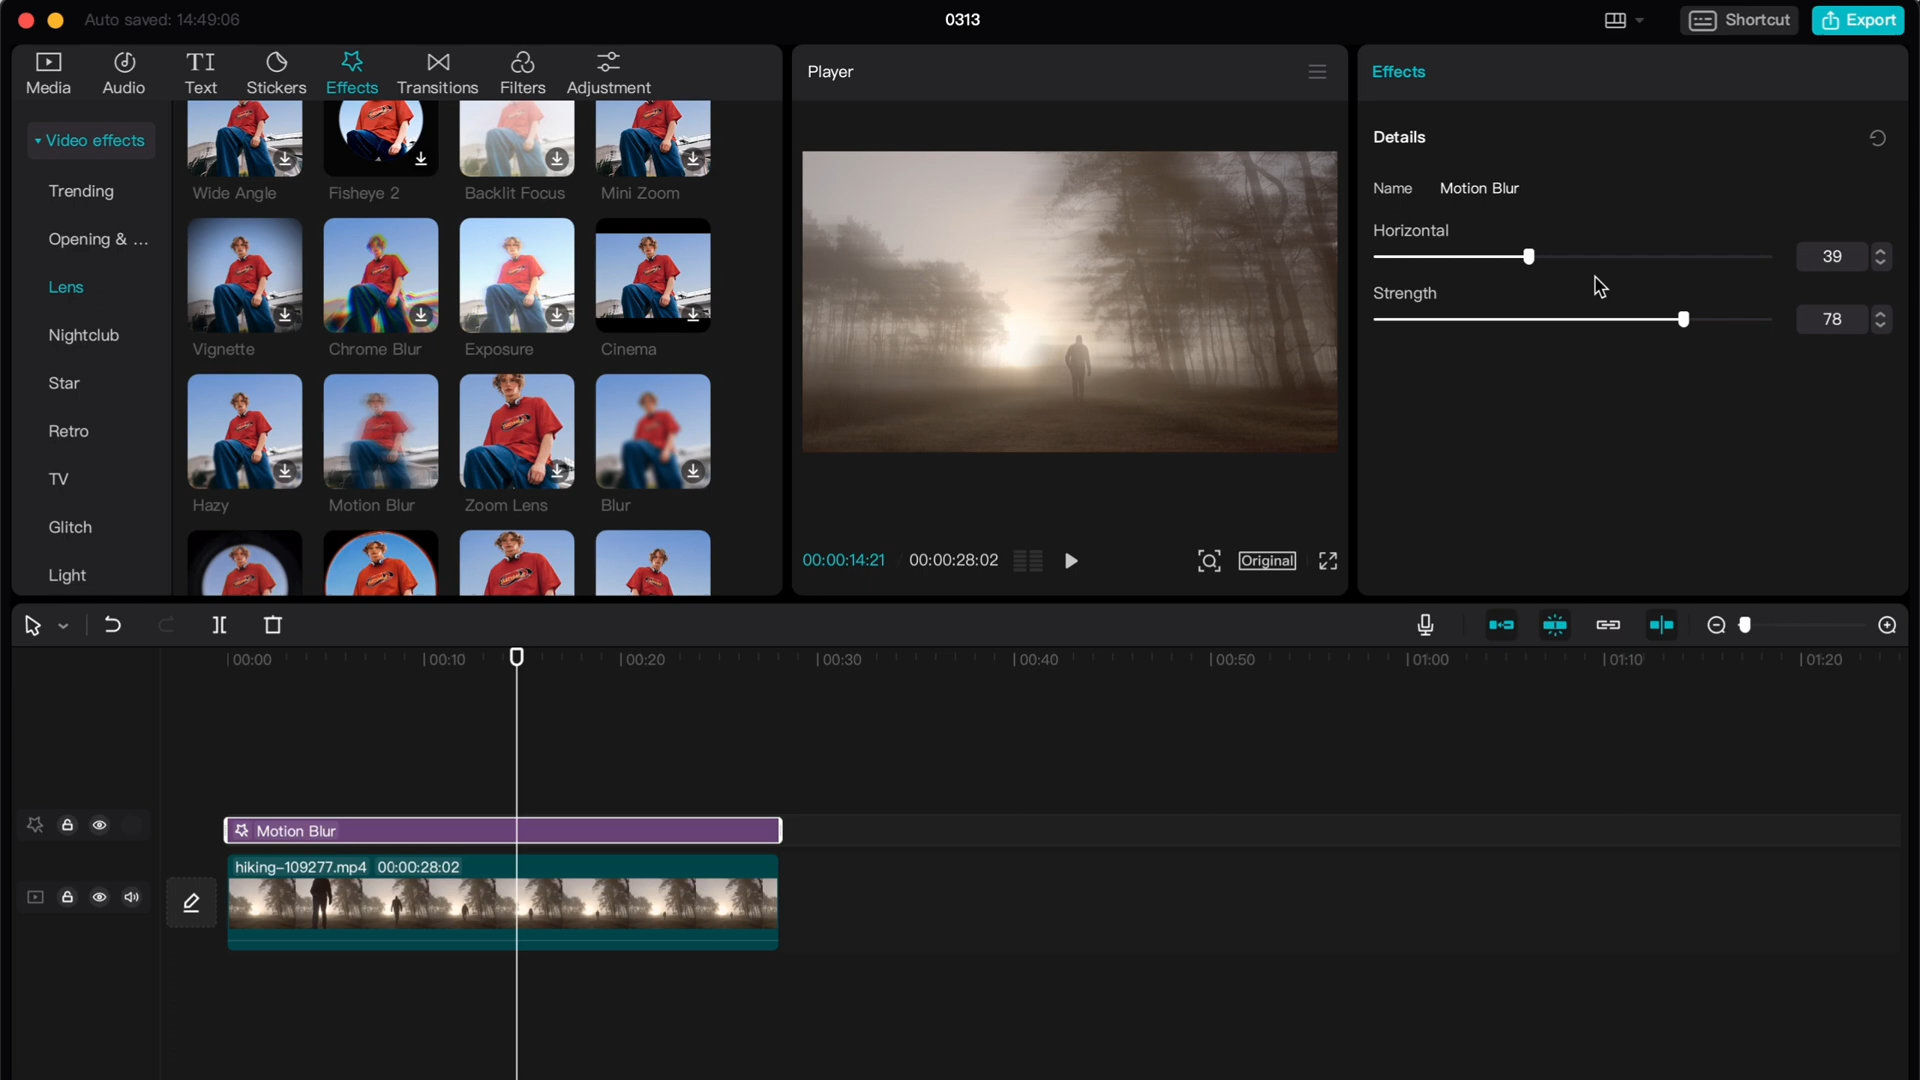 Auto saved: 14:49:06
0313
Shortcut
Export
Media
Audio
TI
Text
Stickers
Effects
Transitions
Filters
Adjustment
Video effects
Trending
Opening & ...
Lens
Nightclub
Star
Retro
TV
Glitch
Light
Wide Angle
Fisheye 2
Backlit Focus
Mini Zoom
Vignette
Chrome Blur
Exposure
Cinema
Hazy
Motion Blur
Zoom Lens
Blur
Player
00:00:14:21 / 00:00:28:02
Original
Effects
Details
Name Motion Blur
Horizontal
39
Strength
78
00:00
00:10
00:20
00:30
00:40
00:50
01:00
01:10
01:20
Motion Blur
hiking-109277.mp4 00:00:28:02